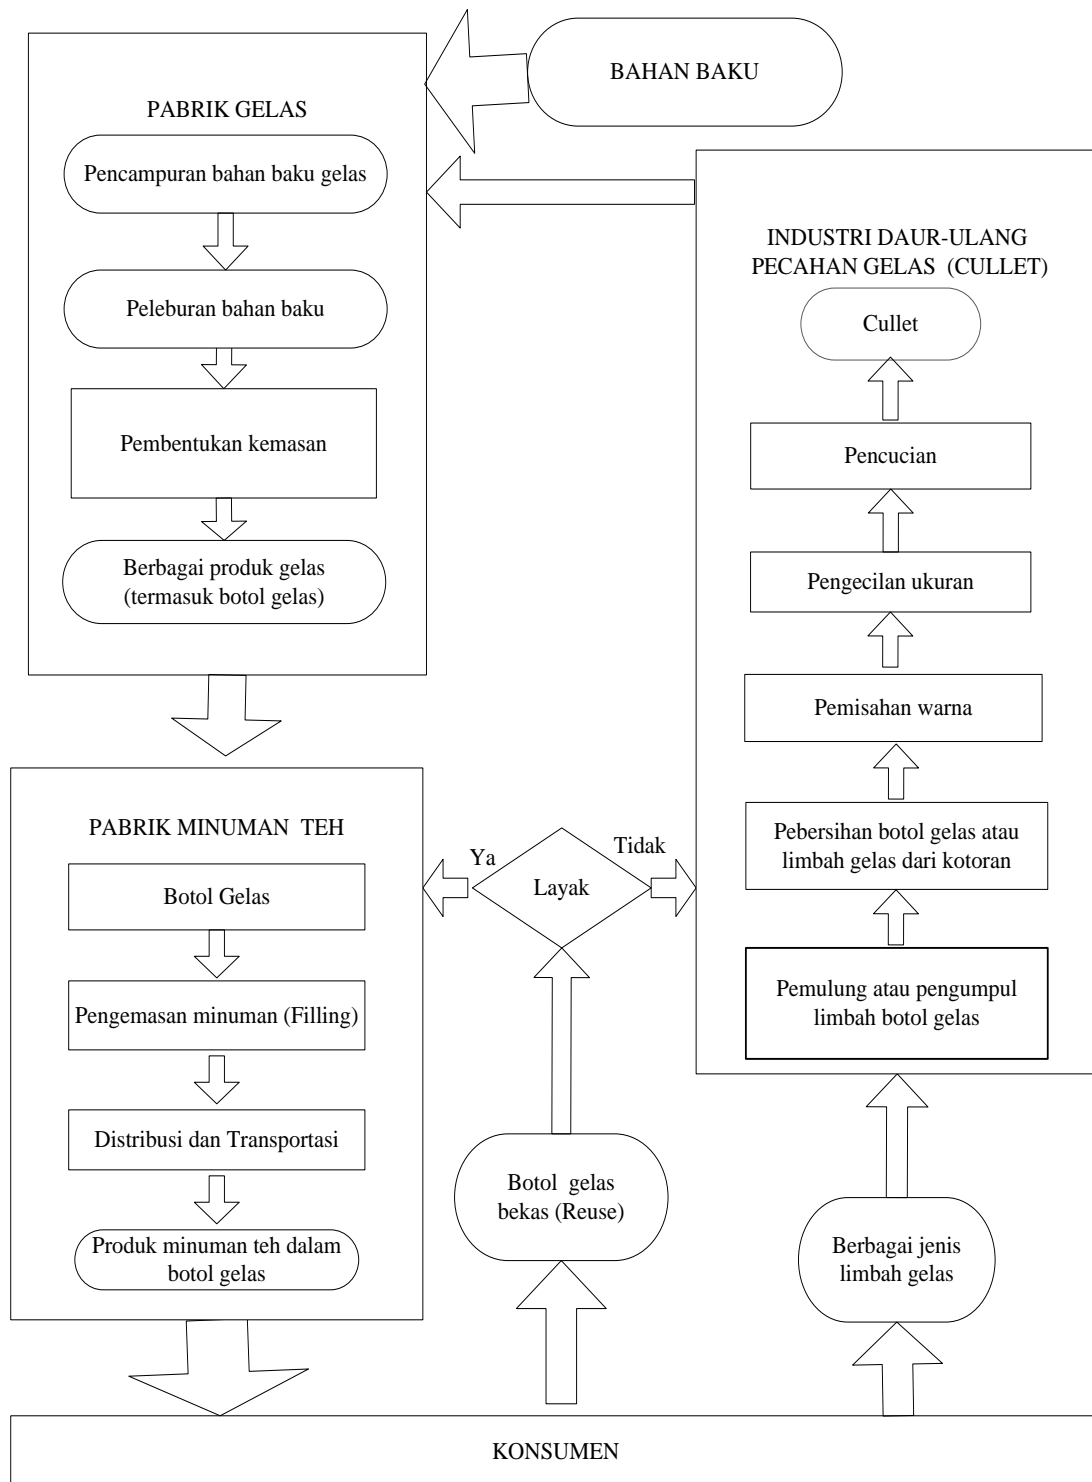 BAHAN BAKU
PABRIK GELAS
Pencampuran bahan baku gelas
Peleburan bahan baku
Pembentukan kemasan
Berbagai produk gelas
(termasuk botol gelas)
INDUSTRI DAUR-ULANG
PECAHAN GELAS (CULLET)
Cullet
Pencucian
Pengecilan ukuran
Pemisahan warna
Pebersihan botol gelas atau
limbah gelas dari kotoran
Pemulung atau pengumpul
limbah botol gelas
PABRIK MINUMAN TEH
Botol Gelas
Pengemasan minuman (Filling)
Distribusi dan Transportasi
Produk minuman teh dalam
botol gelas
Ya
Tidak
Layak
Botol gelas
bekas (Reuse)
Berbagai jenis
limbah gelas
KONSUMEN